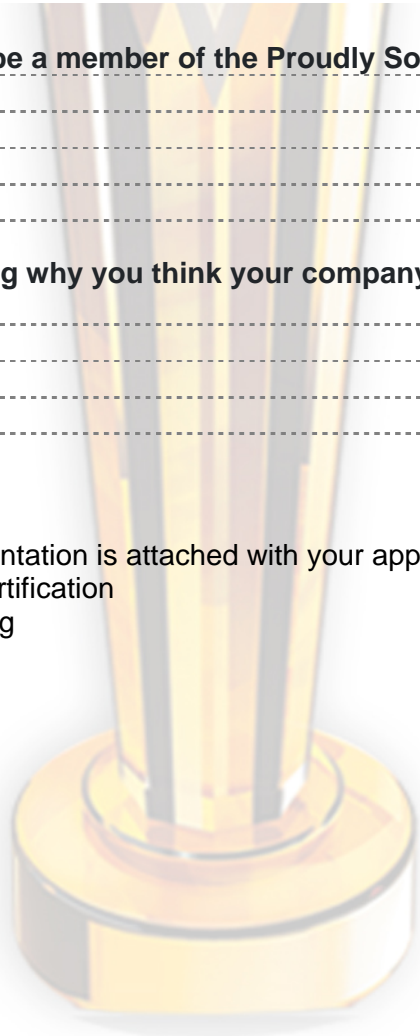 be a member of the Proudly So
g why you think your company
ntation is attached with your app
rtification
g